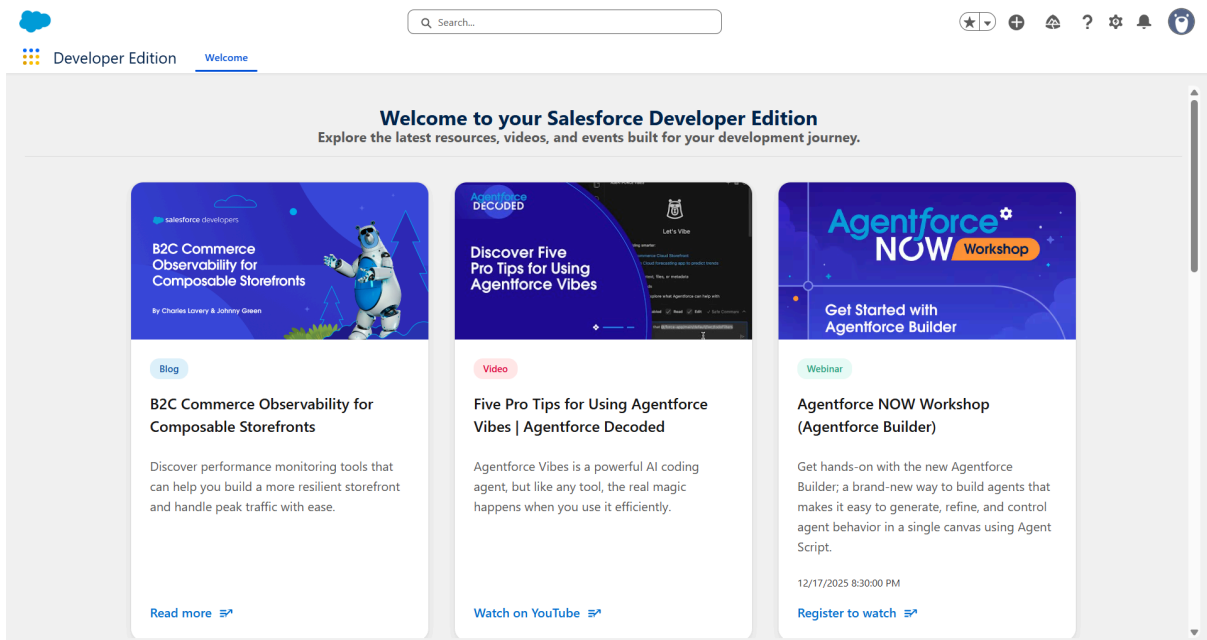 Search...
Developer Edition
Welcome
Welcome to your Salesforce Developer Edition
Explore the latest resources, videos, and events built for your development journey.
salesforce developers
B2C Commerce
Observability for
Composable Storefronts
By Charles Lavery & Johnny Green
Blog
B2C Commerce Observability for
Composable Storefronts
Discover performance monitoring tools that
can help you build a more resilient storefront
and handle peak traffic with ease.
Read more
Agentforce
DECODED
Discover Five
Pro Tips for Using
Agentforce Vibes
Let's Vibe
Video
Five Pro Tips for Using Agentforce
Vibes | Agentforce Decoded
Agentforce Vibes is a powerful AI coding
agent, but like any tool, the real magic
happens when you use it efficiently.
Watch on YouTube
Agentforce
NOW Workshop
Get Started with
Agentforce Builder
Webinar
Agentforce NOW Workshop
(Agentforce Builder)
Get hands-on with the new Agentforce
Builder; a brand-new way to build agents that
makes it easy to generate, refine, and control
agent behavior in a single canvas using Agent
Script.
12/17/2025 8:30:00 PM
Register to watch